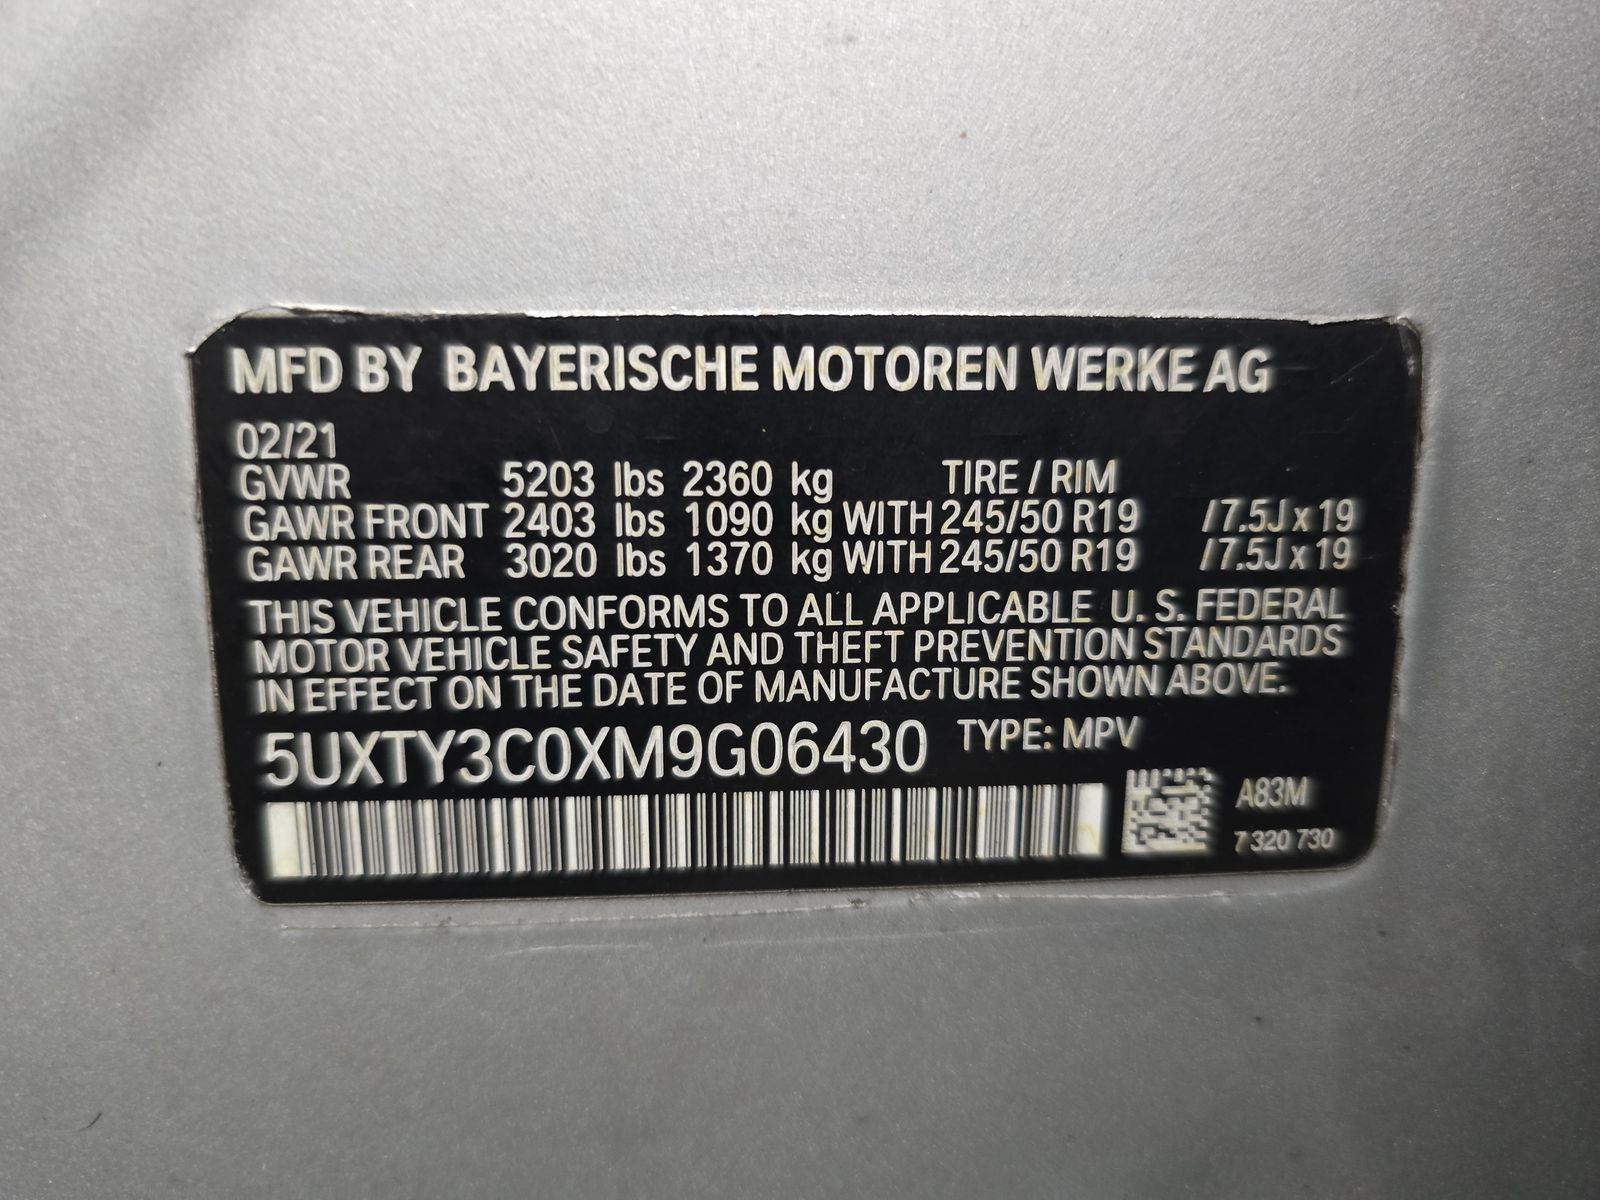 MFD BY BAYERISCHE MOTOREN WERKE AG
02/21
GVWR 5203 lbs 2360 kg TIRE / RIM
GAWR FRONT 2403 lbs 1090 kg WITH 245/50 R19 /7.5J x 19
GAWR REAR 3020 lbs 1370 kg WITH 245/50 R19 /7.5J x 19
THIS VEHICLE CONFORMS TO ALL APPLICABLE U. S. FEDERAL
MOTOR VEHICLE SAFETY AND THEFT PREVENTION STANDARDS
IN EFFECT ON THE DATE OF MANUFACTURE SHOWN ABOVE.
5UXTY3C0XM9G06430 TYPE: MPV
A83M
7 320 730